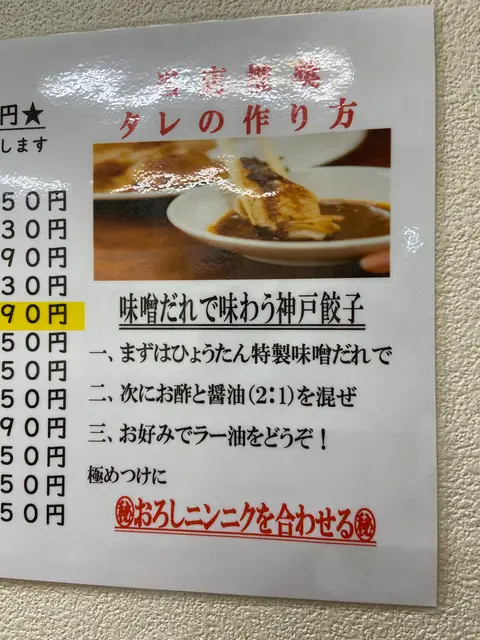 円★
します
５０円
３０円
９０円
３０円
９０円
５０円
５０円
５０円
９０円
５０円
５０円
５０円
タレの作り方
味噌だれで味わう神戸餃子
一、まずはひょうたん特製味噌だれで
二、次にお酢と醤油(2:1)を混ぜ
三、お好みでラー油をどうぞ！
極めつけに
㊙おろしニンニクを合わせる㊙